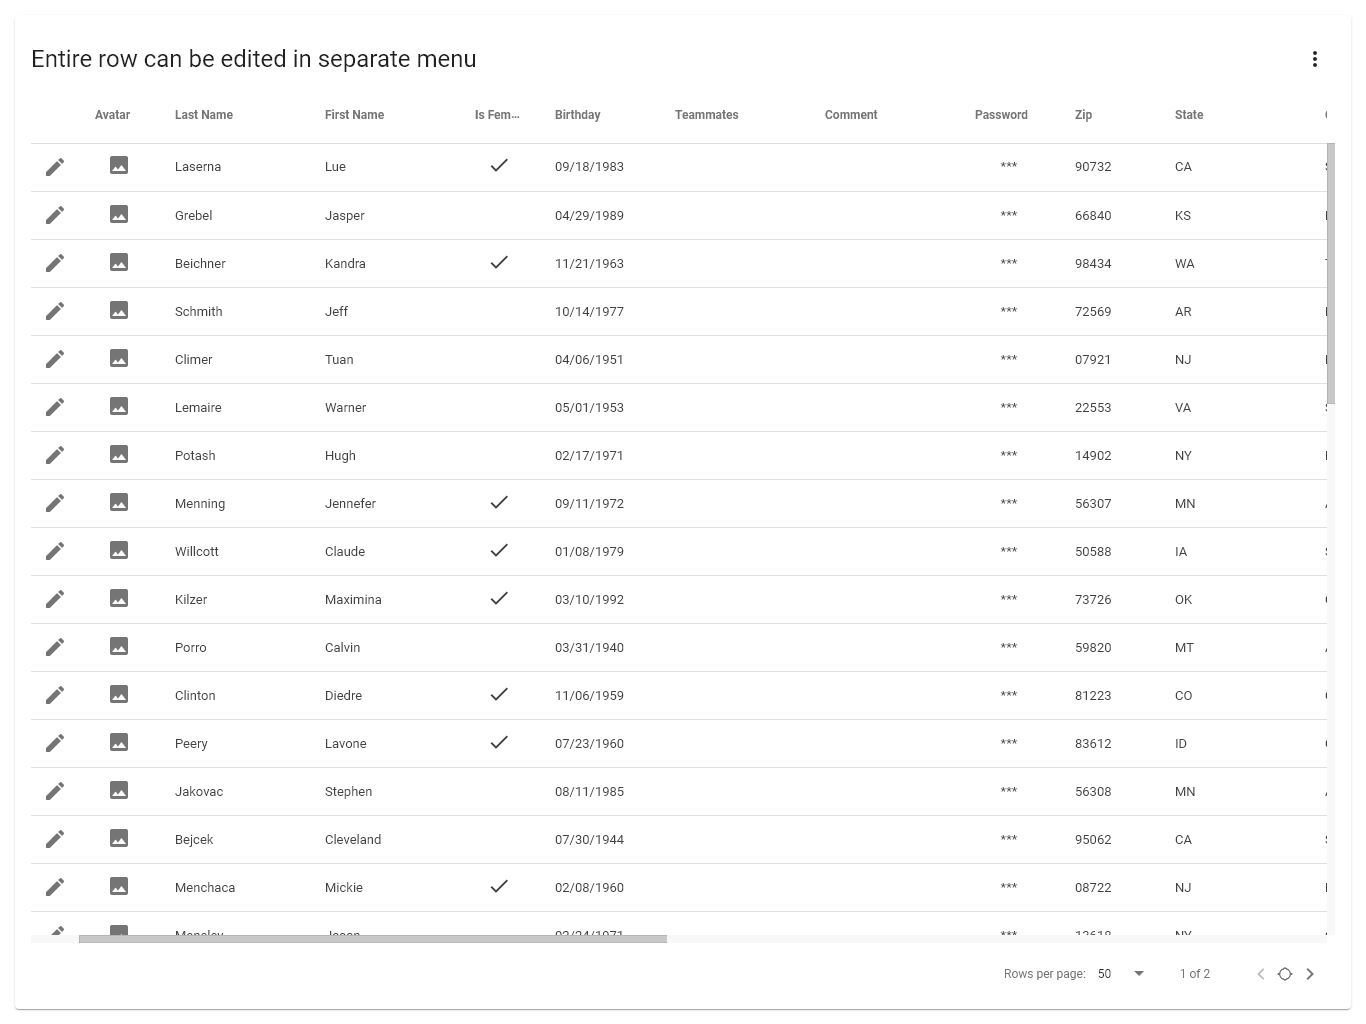 Entire row can be edited in separate menu
Avatar Last Name First Name Is Fem... Birthday Teammates Comment Password Zip State
Laserna Lue 09/18/1983 *** 90732 CA
Grebel Jasper 04/29/1989 *** 66840 KS
Beichner Kandra 11/21/1963 *** 98434 WA
Schmith Jeff 10/14/1977 *** 72569 AR
Climer Tuan 04/06/1951 *** 07921 NJ
Lemaire Warner 05/01/1953 *** 22553 VA
Potash Hugh 02/17/1971 *** 14902 NY
Menning Jennefer 09/11/1972 *** 56307 MN
Willcott Claude 01/08/1979 *** 50588 IA
Kilzer Maximina 03/10/1992 *** 73726 OK
Porro Calvin 03/31/1940 *** 59820 MT
Clinton Diedre 11/06/1959 *** 81223 CO
Peery Lavone 07/23/1960 *** 83612 ID
Jakovac Stephen 08/11/1985 *** 56308 MN
Bejcek Cleveland 07/30/1944 *** 95062 CA
Menchaca Mickie 02/08/1960 *** 08722 NJ
*** NY
Rows per page: 50 1 of 2